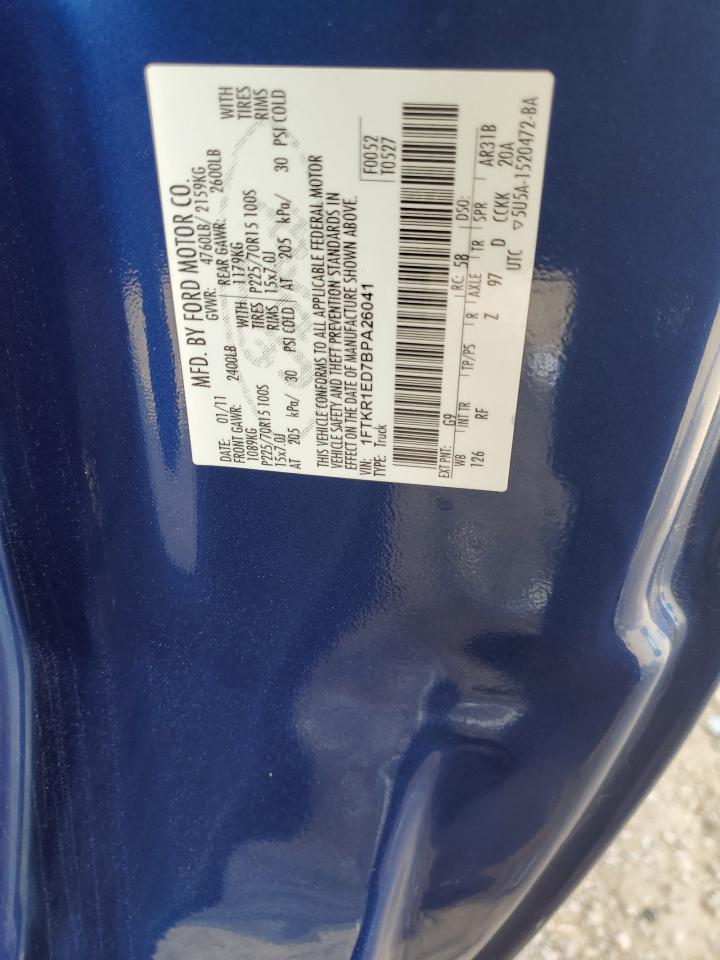 MFD. BY FORD MOTOR CO.
DATE: 01/11 GVWR: 4760LB/ 2159KG
FRONT GAWR: 2400LB REAR GAWR: 2600LB
1089KG WITH 1179KG WITH
P225/70R15 100S TIRES P225/70R15 100S TIRES
15x7.0J RIMS 15x7.0J RIMS
AT 205 kPa/ 30 PSI COLD AT 205 kPa/ 30 PSI COLD
THIS VEHICLE CONFORMS TO ALL APPLICABLE FEDERAL MOTOR
VEHICLE SAFETY AND THEFT PREVENTION STANDARDS IN
EFFECT ON THE DATE OF MANUFACTURE SHOWN ABOVE.
VIN: 1FTKR1ED7BPA26041 F0052
TYPE: Truck T0527
EXT PNT: G9 RC: 58 DSO:
WB INT TR TP/PS R AXLE TR SPR AR31B
126 RF Z 97 D CCKK 20A
UTC ▽5U5A-1520472-BA